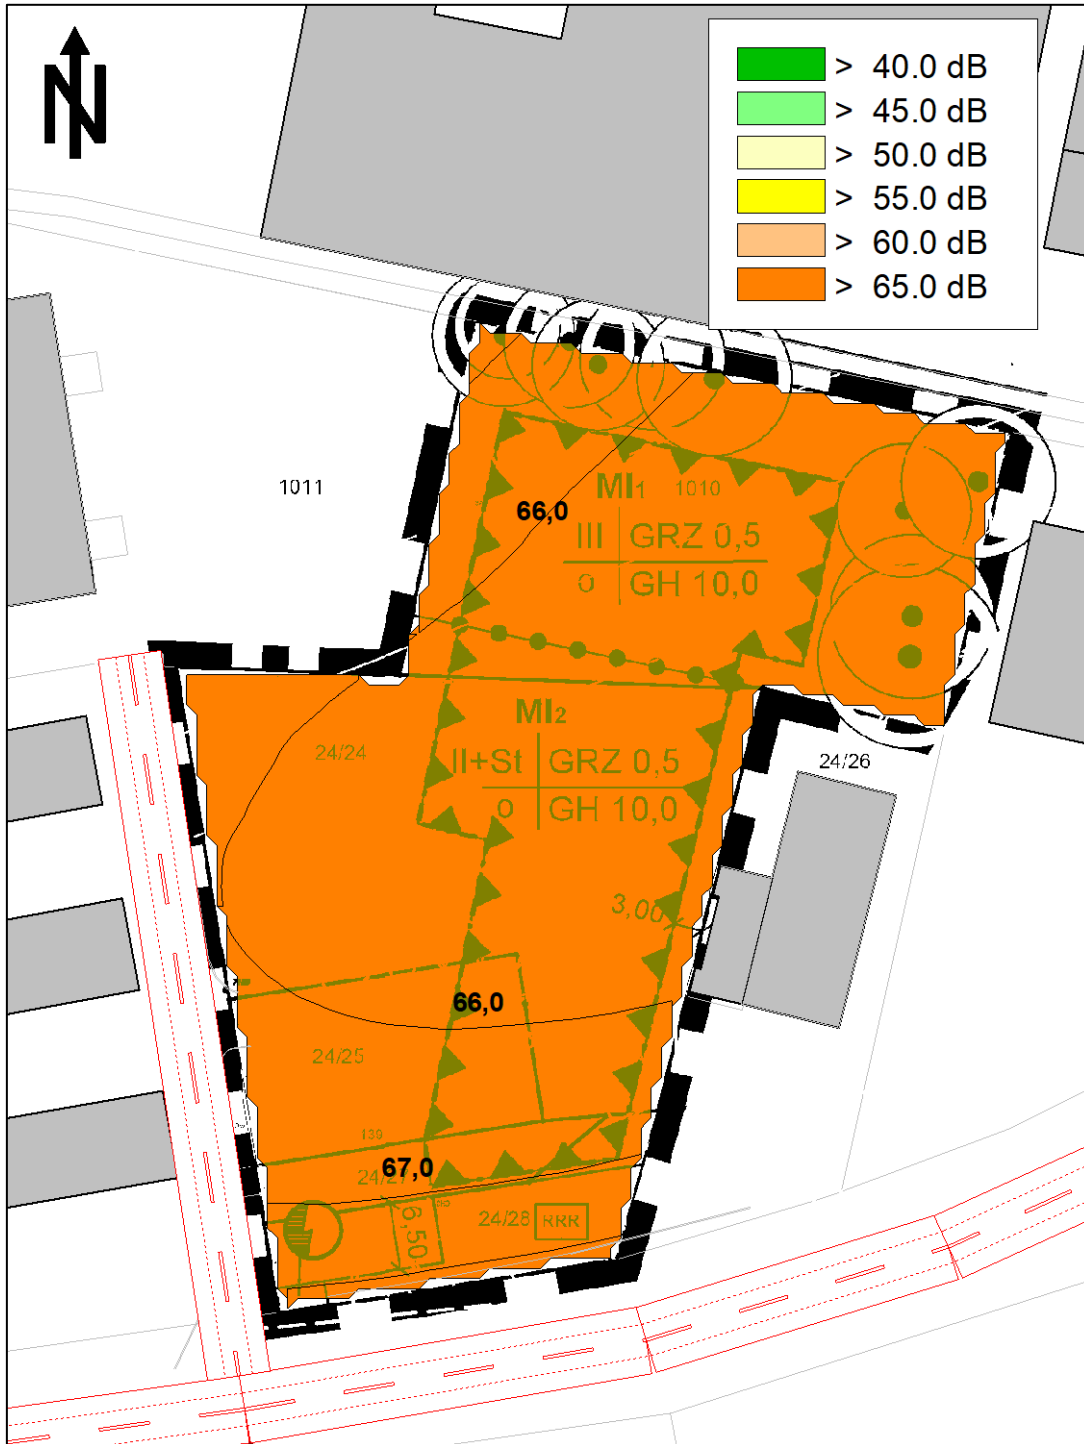 N
> 40.0 dB
> 45.0 dB
> 50.0 dB
> 55.0 dB
> 60.0 dB
> 65.0 dB
1011
MI1 1010
66,0
III GRZ 0,5
o GH 10,0
MI2
24/24
II+St GRZ 0,5
24/26
o GH 10,0
3,00
66,0
24/25
139
67,0
24/28 RRR
6,50